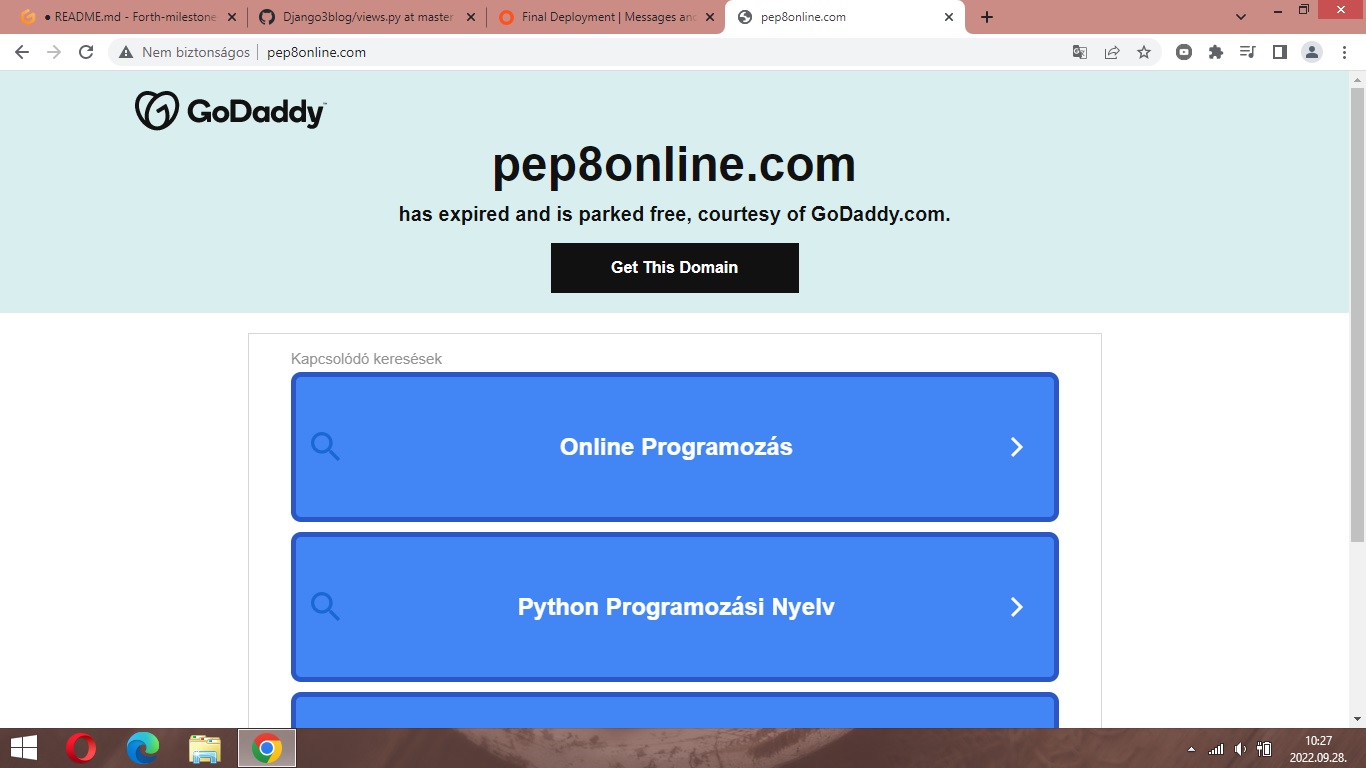 ● README.md - Forth-milestone
Django3blog/views.py at master
Final Deployment | Messages and
pep8online.com
Nem biztonságos
pep8online.com
GoDaddy
pep8online.com
has expired and is parked free, courtesy of GoDaddy.com.
Get This Domain
Kapcsolódó keresések
Online Programozás
Python Programozási Nyelv
10:27
2022.09.28.